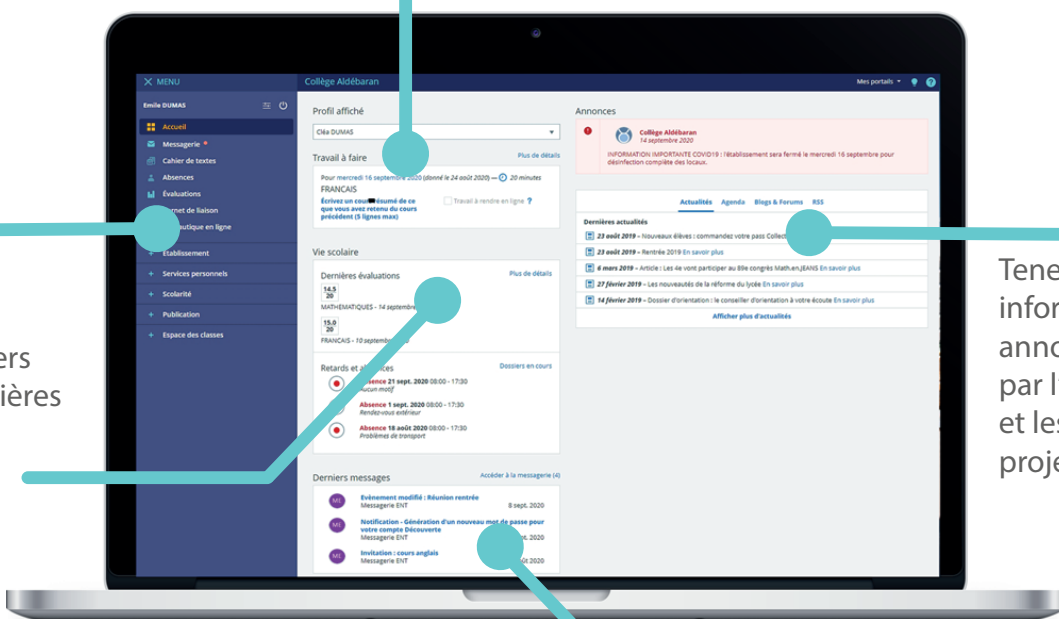 MENU
Collège Aldébaran
Mes portails
Emile DUMAS
Accueil
Messagerie
Cahier de textes
Absences
Évaluations
de liaison
en ligne
+ Etablissement
+ Services personnels
+ Scolarité
+ Publication
+ Espace des classes
Profil affiché
Cléa DUMAS
Travail à faire
Plus de détails
Pour mercredi 16 septembre 2020 (donné le 24 août 2020) — 20 minutes
FRANCAIS
Écrivez un résumé de ce
que vous avez retenu du cours
précédent (5 lignes max)
Travail à rendre en ligne ?
Vie scolaire
Dernières évaluations
Plus de détails
14.5
20
MATHEMATIQUES - 14
15.0
20
FRANCAIS - 10
Retards et
Dossiers en cours
Absence 21 sept. 2020 08:00 - 17:30
Aucun motif
Absence 1 sept. 2020 08:00 - 17:30
Rendez-vous extérieur
Absence 18 août 2020 08:00 - 17:30
Problèmes de transport
Derniers messages
Accéder à la messagerie (4)
ME
Evènement modifié : Réunion rentrée
Messagerie ENT
8 sept. 2020
ME
Notification - Génération d'un nouveau mot de passe pour
votre compte Découverte
Messagerie ENT
2020
ME
Invitation : cours anglais
Messagerie ENT
2020
Annonces
Collège Aldébaran
14 septembre 2020
INFORMATION IMPORTANTE COVID19 : l'établissement sera fermé le mercredi 16 septembre pour
désinfection complète des locaux.
Actualités Agenda Blogs & Forums RSS
Dernières actualités
23 août 2019 – Nouveaux élèves : commandez votre pass
23 août 2019 – Rentrée 2019 En savoir plus
6 mars 2019 – Article : Les 4e vont participer au 89e congrès Math.en.JEANS En savoir plus
27 février 2019 – Les nouveautés de la réforme du lycée En savoir plus
14 février 2019 – Dossier d'orientation : le conseiller d'orientation à votre écoute En savoir plus
Afficher plus d'actualités
ers
ières
Tene
infor
anno
par l
et les
proje